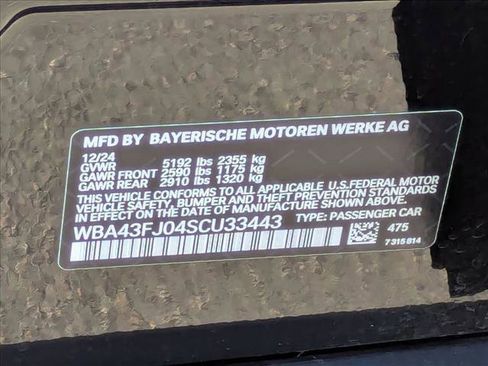 MFD BY BAYERISCHE MOTOREN WERKE AG
12/24
GVWR 5192 lbs 2355 kg
GAWR FRONT 2590 lbs 1175 kg
GAWR REAR 2910 lbs 1320 kg
THIS VEHICLE CONFORMS TO ALL APPLICABLE U.S.FEDERAL MOTOR
VEHICLE SAFETY, BUMPER, AND THEFT PREVENTION STANDARDS
IN EFFECT ON THE DATE OF MANUFACTURE SHOWN ABOVE.
WBA43FJ04SCU33443 TYPE: PASSENGER CAR
475
7 315 814